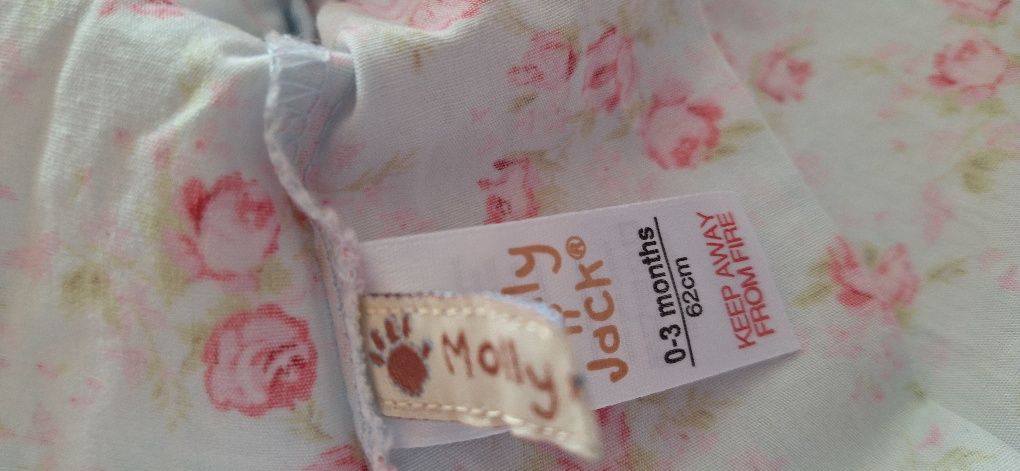 Molly
Jack®
0-3 months
62cm
KEEP AWAY
FROM FIRE